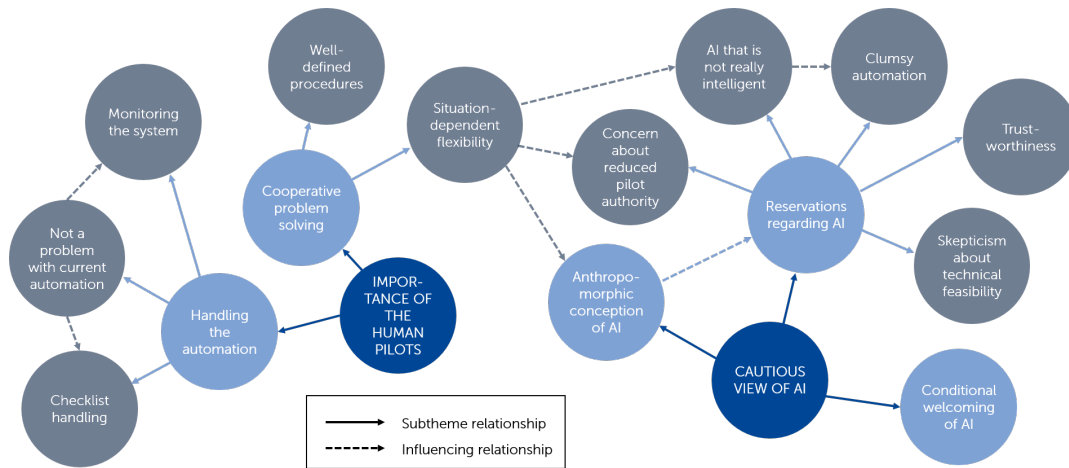 Well-
defined
procedures
Monitoring
the system
Situation-
dependent
flexibility
AI that is
not really
intelligent
Clumsy
automation
Trust-
worthiness
Concern
about
reduced
pilot
authority
Cooperative
problem
solving
Reservations
regarding AI
Not a
problem
with current
automation
Skepticism
about
technical
feasibility
Anthropo-
morphic
conception
of AI
IMPOR-
TANCE OF
THE
HUMAN
PILOTS
Handling
the
automation
CAUTIOUS
VIEW OF AI
Checklist
handling
Conditional
welcoming
of AI
Subtheme relationship
Influencing relationship